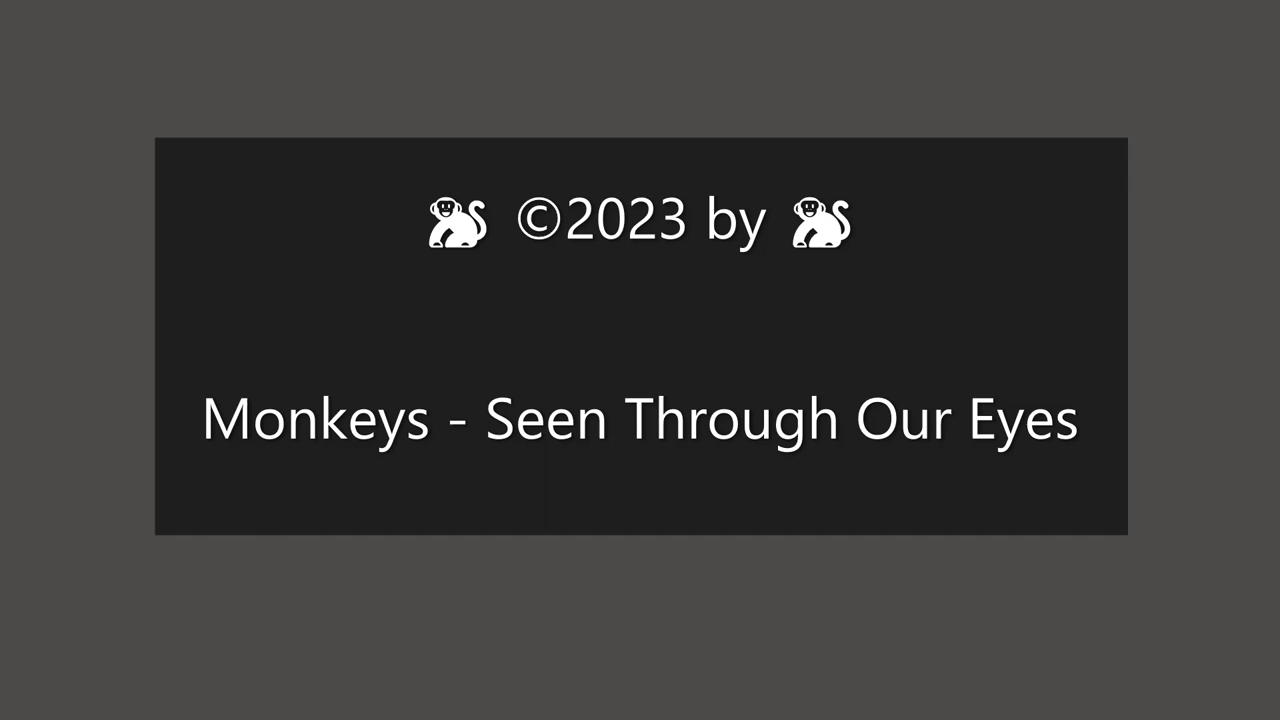 🐒 ©2023 by 🐒
Monkeys - Seen Through Our Eyes